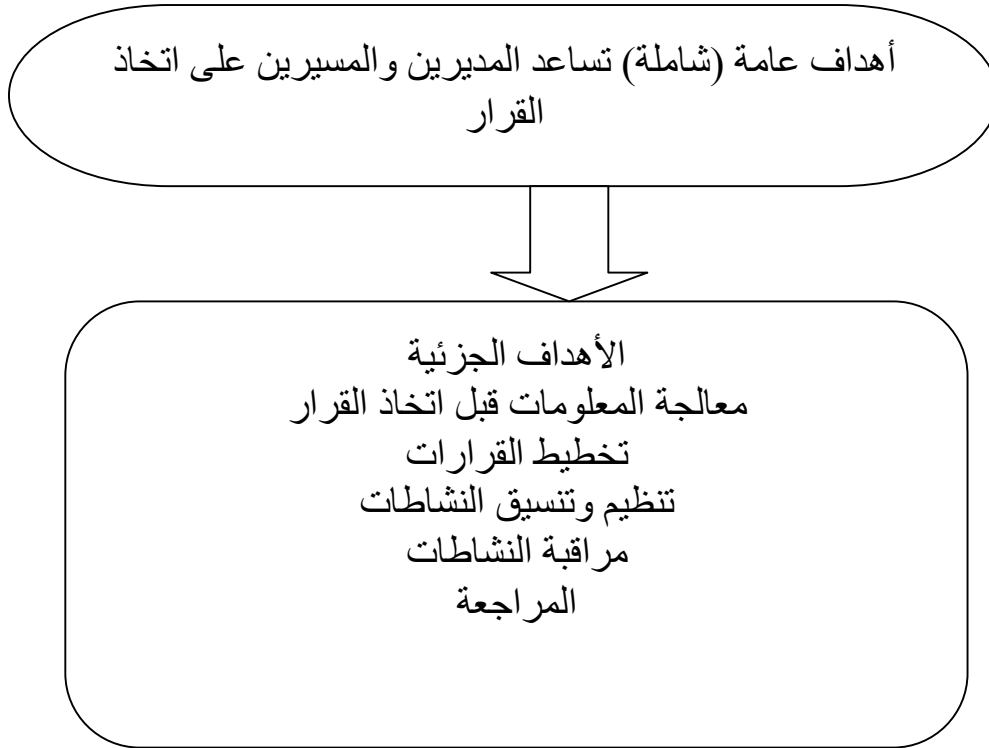 أهداف عامة (شاملة) تساعد المديرين والمسيرين على اتخاذ
القرار
الأهداف الجزئية
معالجة المعلومات قبل اتخاذ القرار
تخطيط القرارات
تنظيم وتنسيق النشاطات
مراقبة النشاطات
المراجعة